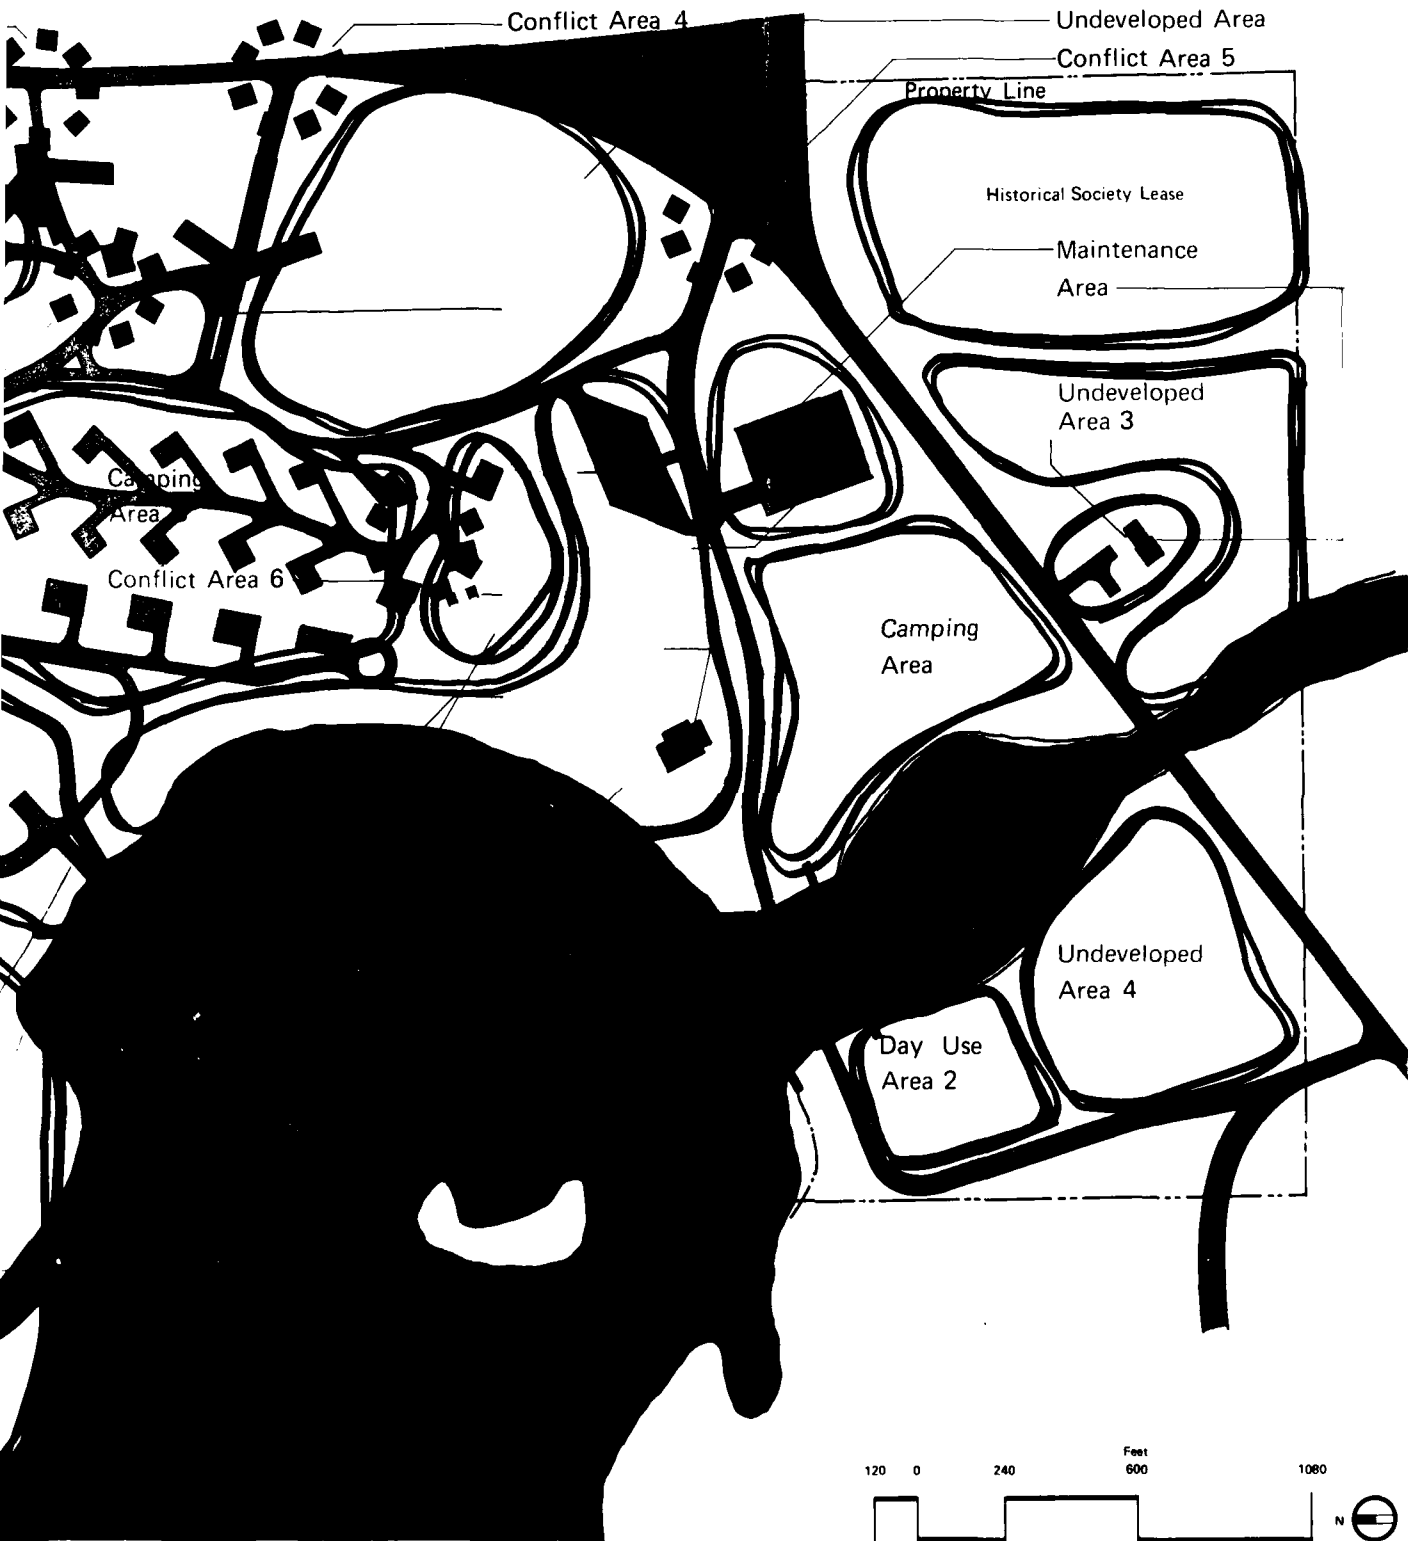 Conflict Area 4
Undeveloped Area
Conflict Area 5
Property Line
Historical Society Lease
Maintenance
Area
Undeveloped
Area 3
Camping
Area
Conflict Area 6
Camping
Area
Undeveloped
Area 4
Day Use
Area 2
Feet
120 0 240 600 1080
N